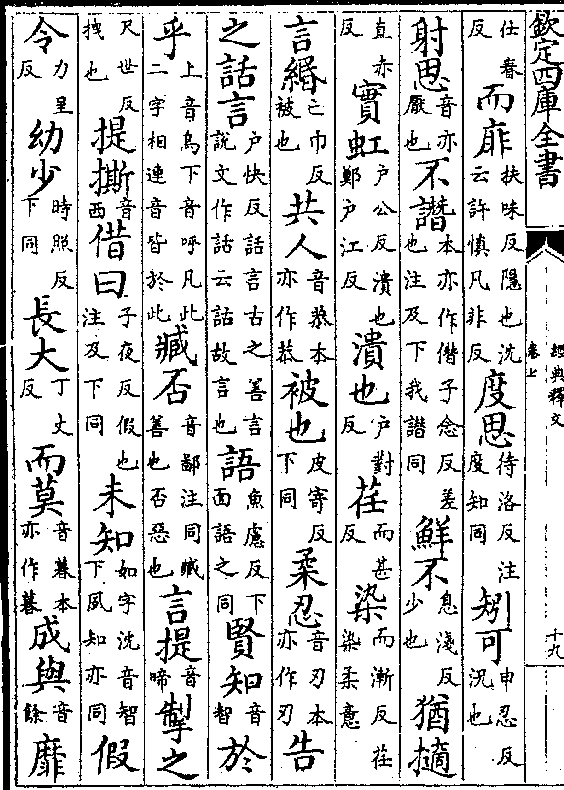 欽定四庫全書
經典釋文
卷七
十九
仕眷反而厞扶味反隱也沈云許慎凡非反度思待洛反注度知同矧可申忍反況也
射思音亦厭也不譖本亦作僭子念反差也注及下我譖同鮮不息淺反少也猶擿
直赤反實虹户公反潰也鄭户江反潰也户對反荏而甚反染而漸反荏染柔意
言緡亡巾反被也共人音恭本亦作恭被也皮寄反下同柔忍音刃本亦作刃告
之話言户快反話言古之善言說文作話云話故言也語魚慮反下面語之同賢知音智於
乎上音烏下音呼凡此二字相連音皆於此臧否音鄙注同臧善也否惡也言提音啼掣之
尺世反拽也提撕音西借曰子夜反假也注及下同未知如字沈音智下夙知亦同假
令力呈反幼少時照反下同長大丁丈反而莫音暮本亦作暮成與音餘靡